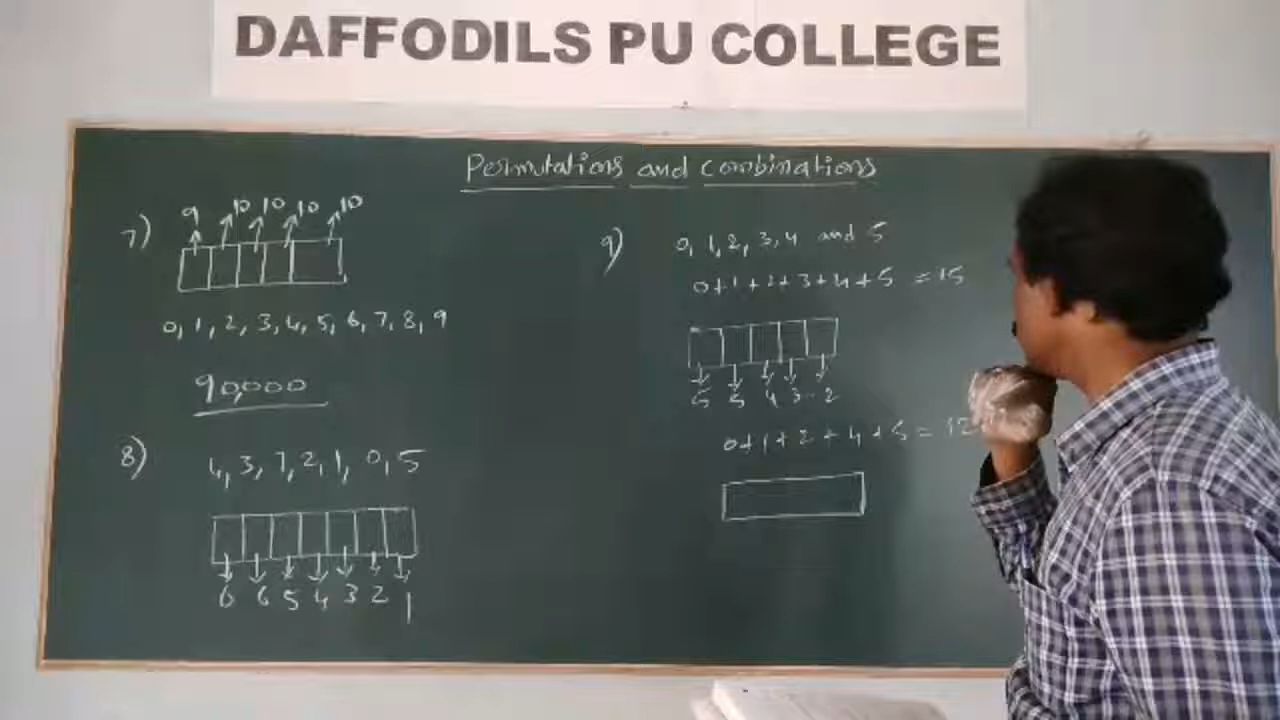 DAFFODILS PU COLLEGE
Permutations and Combinations
7)
9 10 10 10 10
0, 1, 2, 3, 4, 5, 6, 7, 8, 9
90,000
8)
4, 3, 7, 2, 1, 0, 5
6 6 5 4 3 2 1
9)
0, 1, 2, 3, 4 and 5
0+1+2+3+4+5 = 15
5 5 4 3 2
0+1+2+4+5 = 12